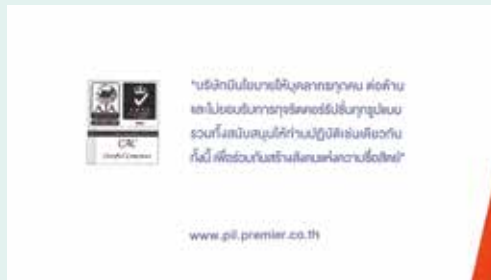 "บริษัทมีนโยบายให้บุคลากรทุกคน ต่อต้าน
และไม่ยอมรับการทุจริตคอร์รัปชั่นทุกรูปแบบ
รวมทั้งสนับสนุนให้ท่านปฏิบัติเช่นเดียวกัน
ทั้งนี้ เพื่อร่วมกันสร้างสังคมแห่งความซื่อสัตย์"
CAC
www.pil.premier.co.th